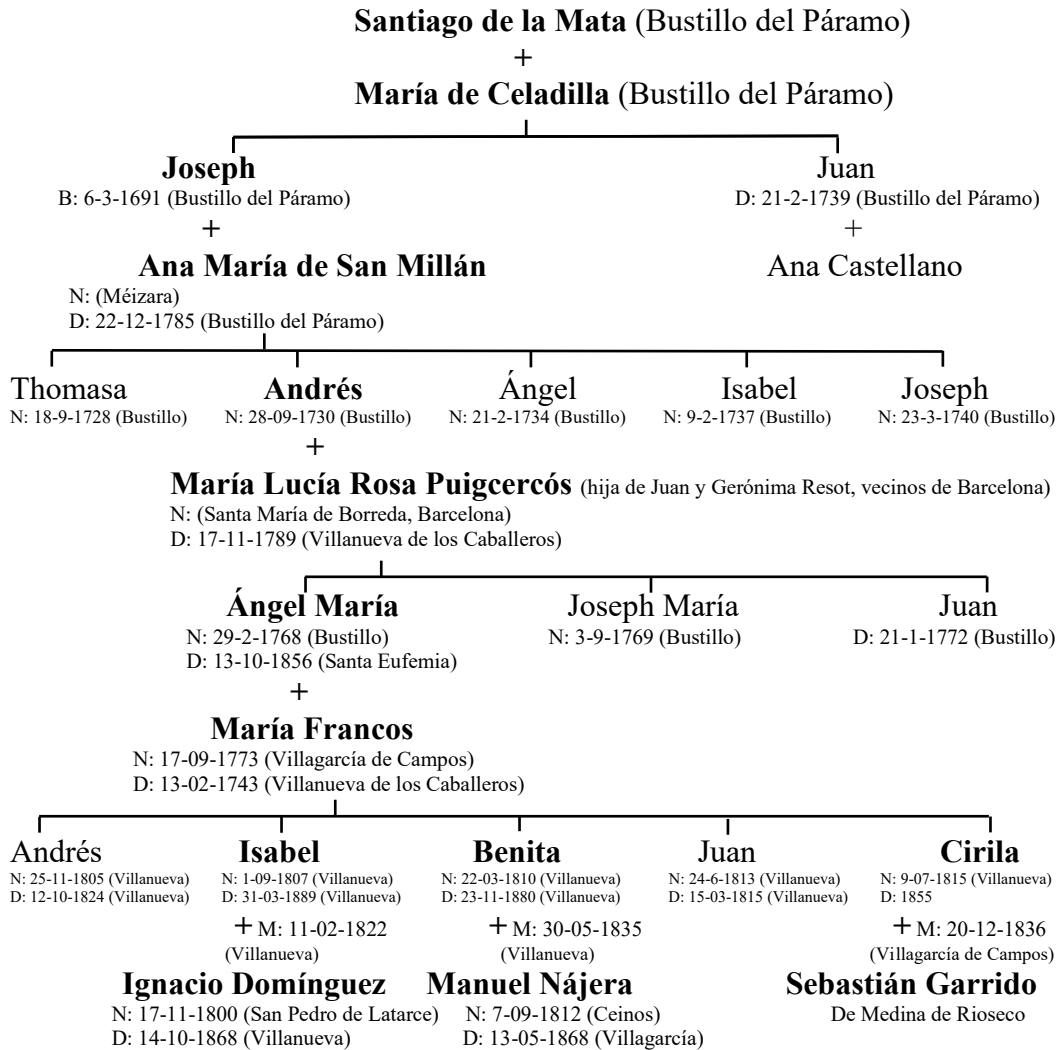 Santiago de la Mata (Bustillo del Páramo)
+
María de Celadilla (Bustillo del Páramo)
Joseph
B: 6-3-1691 (Bustillo del Páramo)
+
Ana María de San Millán
N: (Méizara)
D: 22-12-1785 (Bustillo del Páramo)
Juan
D: 21-2-1739 (Bustillo del Páramo)
+
Ana Castellano
Thomasa
N: 18-9-1728 (Bustillo)
Andrés
N: 28-09-1730 (Bustillo)
Ángel
N: 21-2-1734 (Bustillo)
Isabel
N: 9-2-1737 (Bustillo)
Joseph
N: 23-3-1740 (Bustillo)
+
María Lucía Rosa Puigcercós (hija de Juan y Gerónima Resot, vecinos de Barcelona)
N: (Santa María de Borreda, Barcelona)
D: 17-11-1789 (Villanueva de los Caballeros)
Ángel María
N: 29-2-1768 (Bustillo)
D: 13-10-1856 (Santa Eufemia)
Joseph María
N: 3-9-1769 (Bustillo)
Juan
D: 21-1-1772 (Bustillo)
+
María Francos
N: 17-09-1773 (Villagarcía de Campos)
D: 13-02-1743 (Villanueva de los Caballeros)
Andrés
N: 25-11-1805 (Villanueva)
D: 12-10-1824 (Villanueva)
Isabel
N: 1-09-1807 (Villanueva)
D: 31-03-1889 (Villanueva)
+ M: 11-02-1822
(Villanueva)
Ignacio Domínguez
N: 17-11-1800 (San Pedro de Latarce)
D: 14-10-1868 (Villanueva)
Benita
N: 22-03-1810 (Villanueva)
D: 23-11-1880 (Villanueva)
+ M: 30-05-1835
(Villanueva)
Manuel Nájera
N: 7-09-1812 (Ceinos)
D: 13-05-1868 (Villagarcía)
Juan
N: 24-6-1813 (Villanueva)
D: 15-03-1815 (Villanueva)
Cirila
N: 9-07-1815 (Villanueva)
D: 1855
+ M: 20-12-1836
(Villagarcía de Campos)
Sebastián Garrido
De Medina de Rioseco